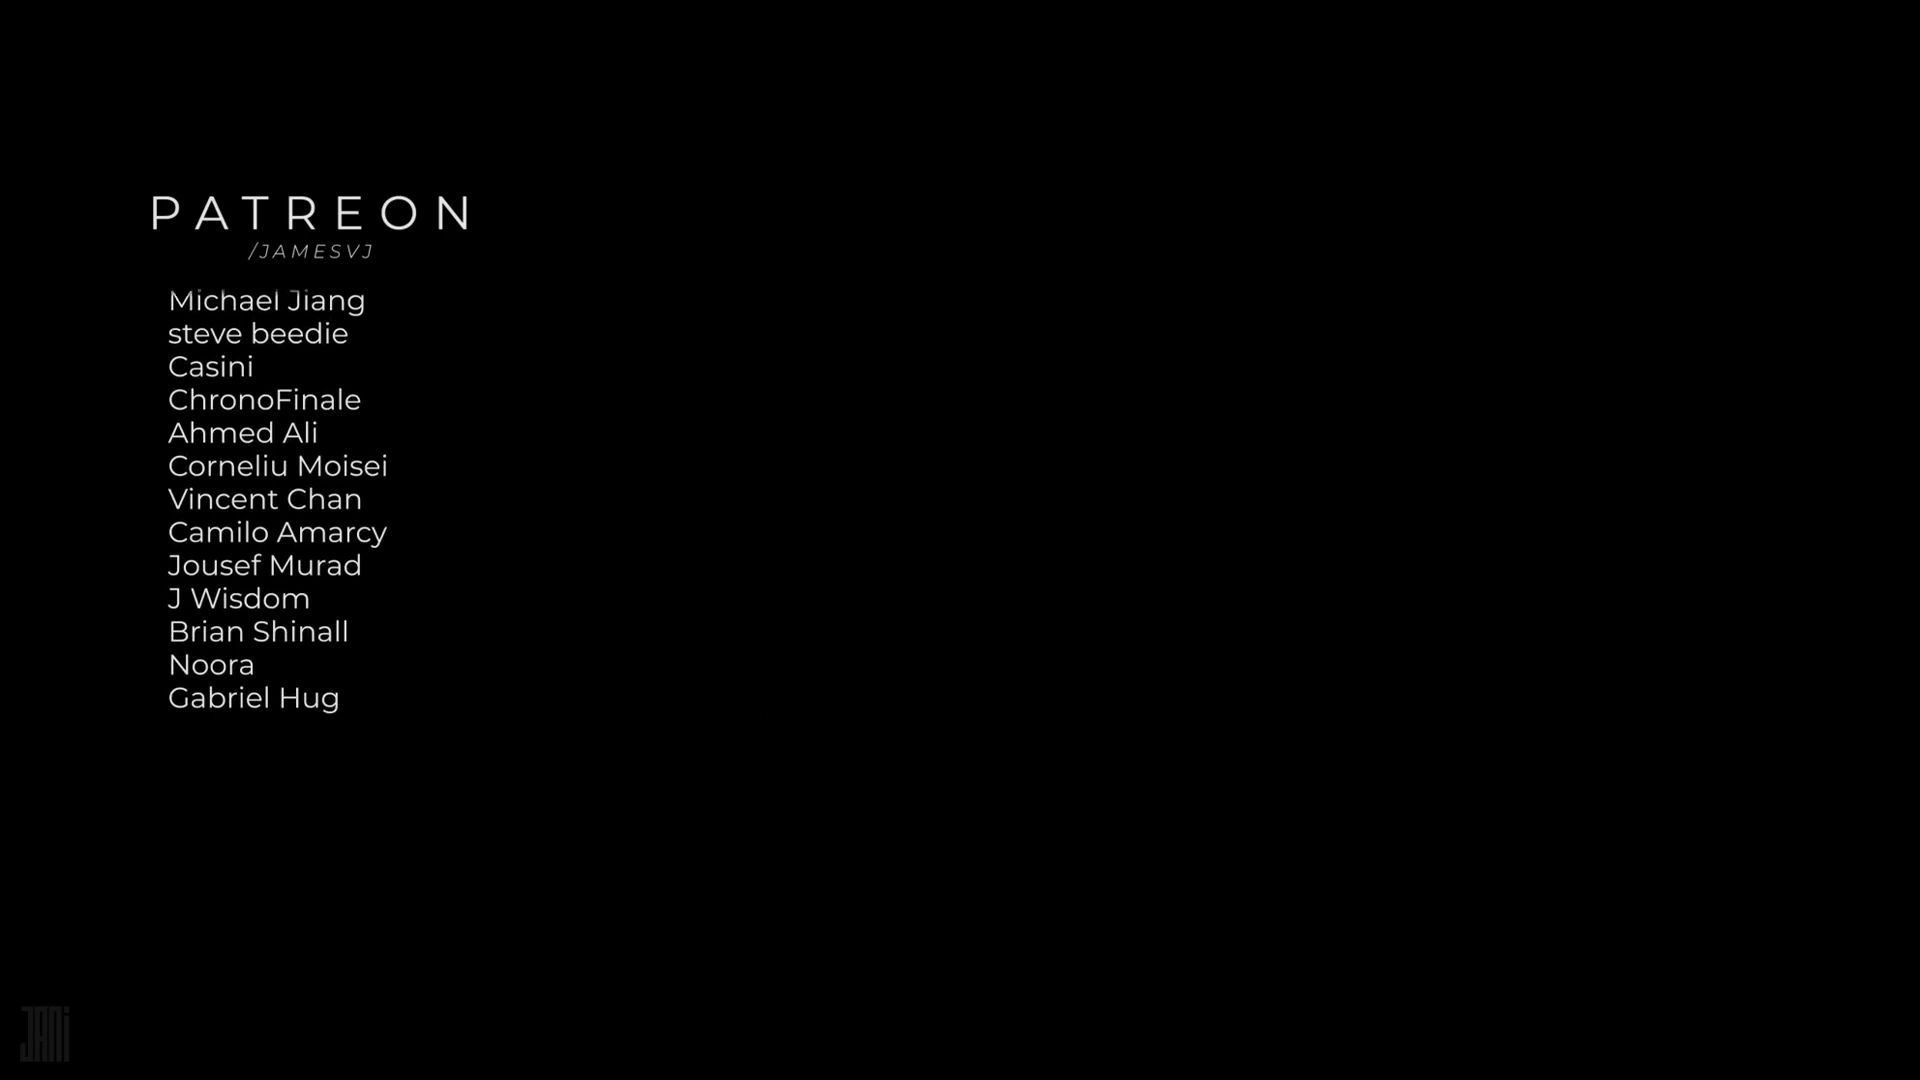 PATREON
/JAMESVJ
Michael Jiang
steve beedie
Casini
ChronoFinale
Ahmed Ali
Corneliu Moisei
Vincent Chan
Camilo Amarcy
Jousef Murad
J Wisdom
Brian Shinall
Noora
Gabriel Hug
JANi